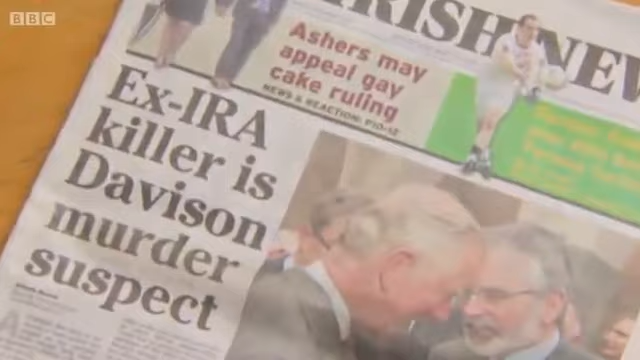 BBC
IRISH NEW
Ashers may
appeal gay
cake ruling
NEWS & REACTION: P10-12
Ex-IRA
killer is
Davison
murder
suspect